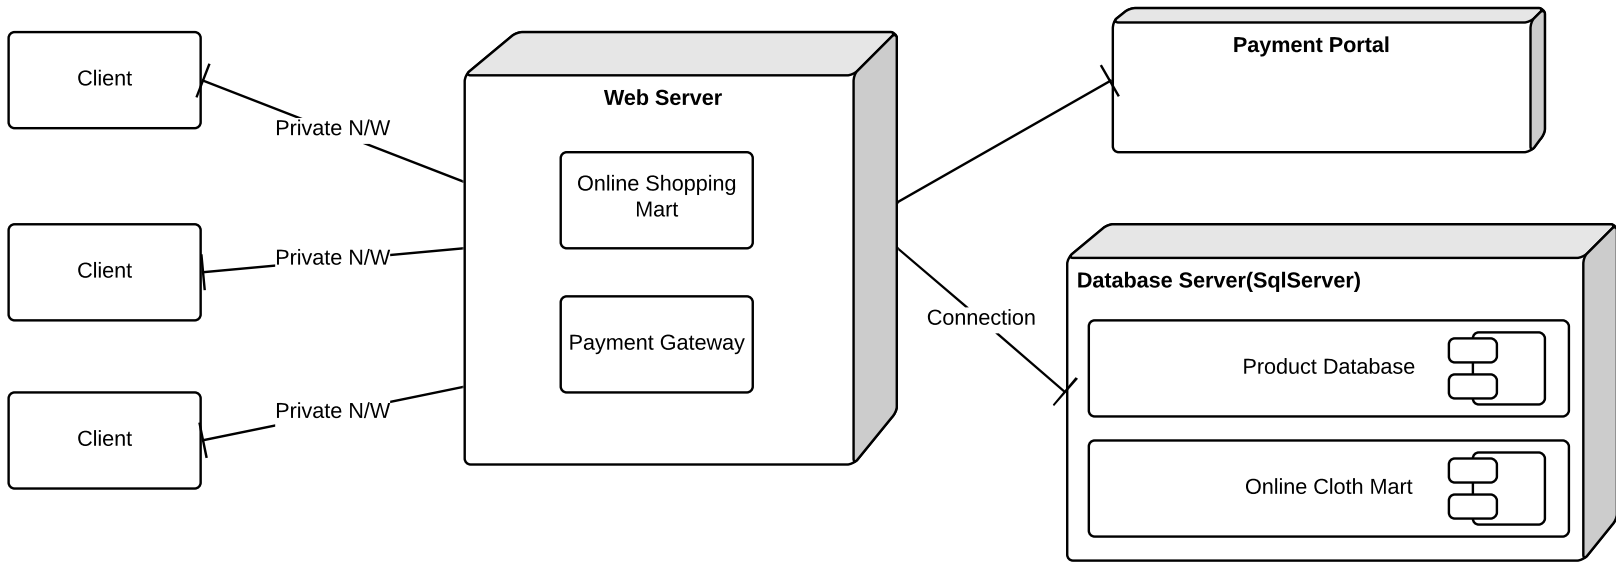 Client
Private N/W
Client
Private N/W
Client
Private N/W
Web Server
Online Shopping
Mart
Payment Gateway
Payment Portal
Connection
Database Server(SqlServer)
Product Database
Online Cloth Mart